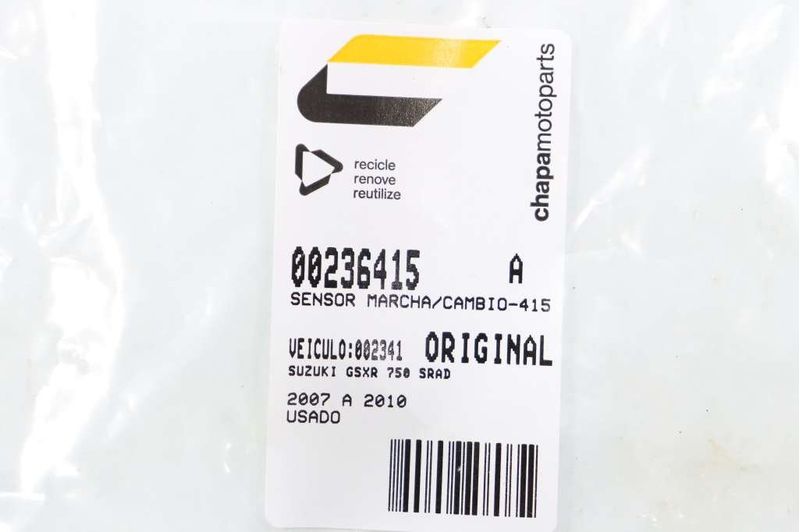 chapamotoparts
recicle
renove
reutilize
00236415 A
SENSOR MARCHA/CAMBIO-415
VEICULO:002341 ORIGINAL
SUZUKI GSXR 750 SRAD
2007 A 2010
USADO